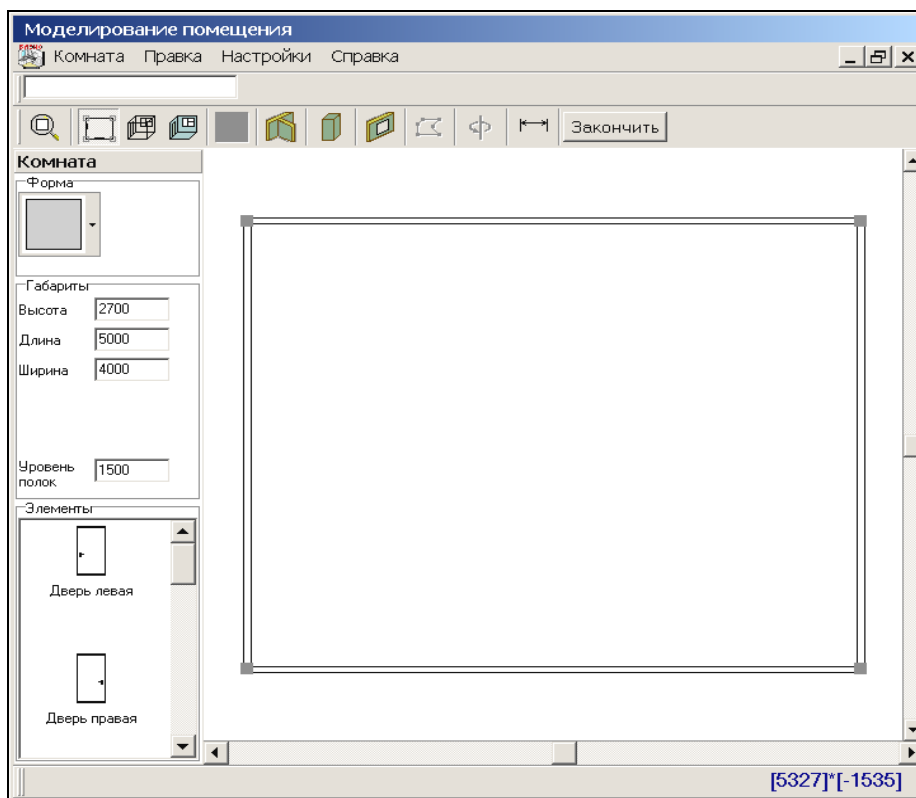 Моделирование помещения
Комната Правка Настройки Справка
Закончить
Комната
Форма
Габариты
Высота 2700
Длина 5000
Ширина 4000
Уровень полок 1500
Элементы
Дверь левая
Дверь правая
[5327]*[-1535]